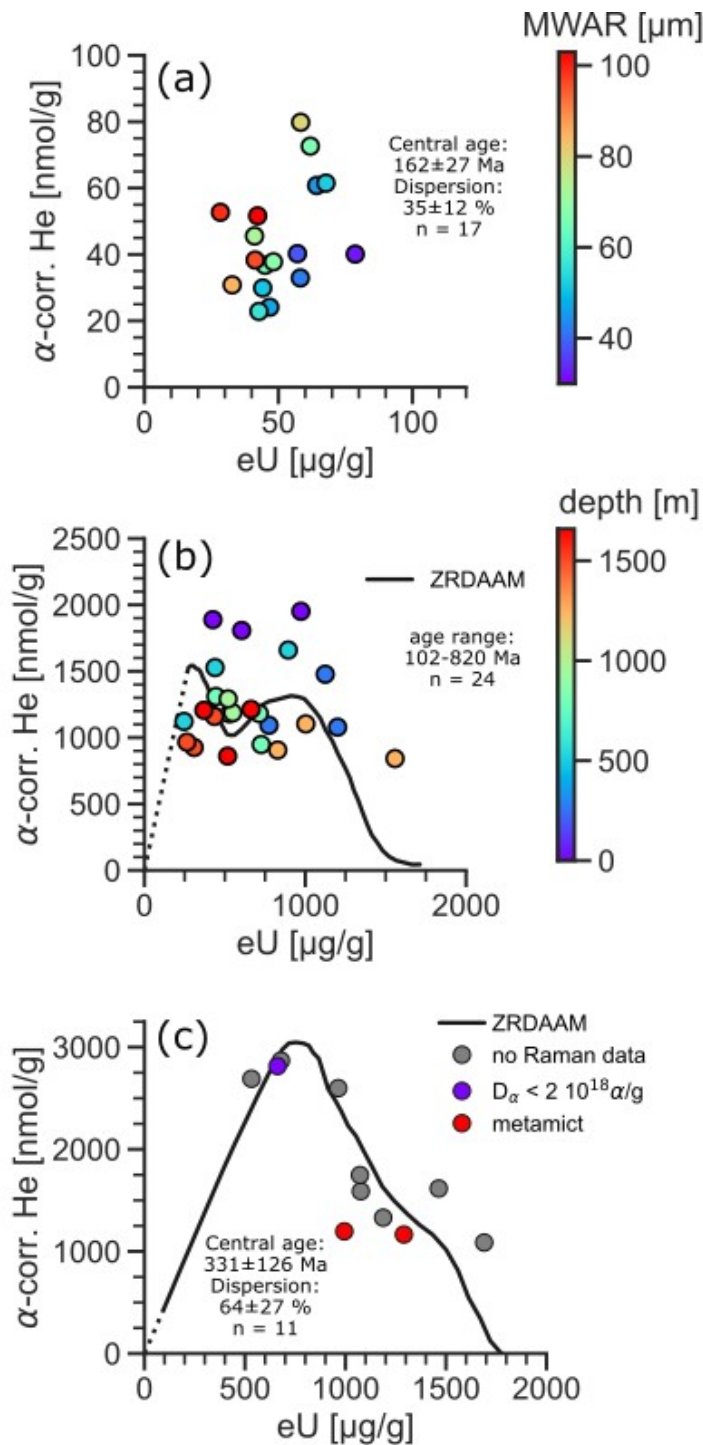 MWAR [µm]
(a)
100
80
60
40
20
0
α-corr. He [nmol/g]
Central age:
162±27 Ma
Dispersion:
35±12 %
n = 17
100
80
60
40
0 50 100
eU [µg/g]
depth [m]
(b)
2500
2000
1500
1000
500
0
α-corr. He [nmol/g]
ZRDAAM
age range:
102-820 Ma
n = 24
1500
1000
500
0
0 1000 2000
eU [µg/g]
(c)
3000
2000
1000
0
α-corr. He [nmol/g]
ZRDAAM
no Raman data
Dα < 2 10¹⁸α/g
metamict
Central age:
331±126 Ma
Dispersion:
64±27 %
n = 11
0 500 1000 1500 2000
eU [µg/g]